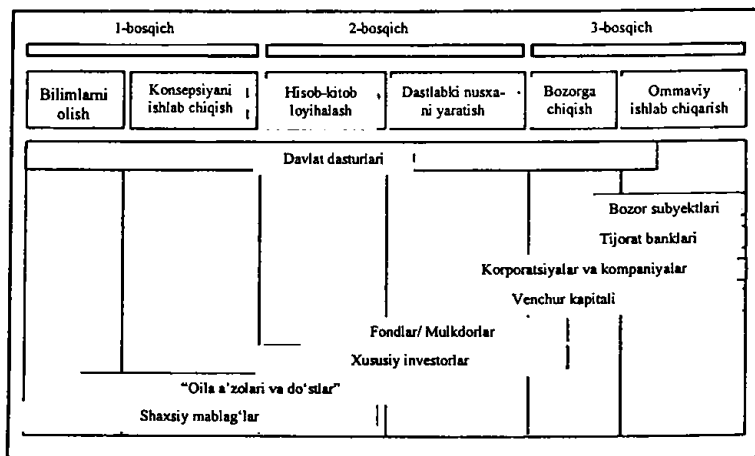 1-bosqich 2-bosqich 3-bosqich
Bilimlarni
olish
Konsepsiyani
ishlab chiqish
Hisob-kitob
loyihalash
Dastlabki nusxa-
ni yaratish
Bozorga
chiqish
Ommaviy
ishlab chiqarish
Davlat dasturlari
Bozor subyektlari
Tijorat banklari
Korporatsiyalar va kompaniyalar
Venchur kapitali
Fondlar/ Mulkdorlar
Xususiy investorlar
“Oila a’zolari va do‘stlar”
Shaxsiy mablag‘lar